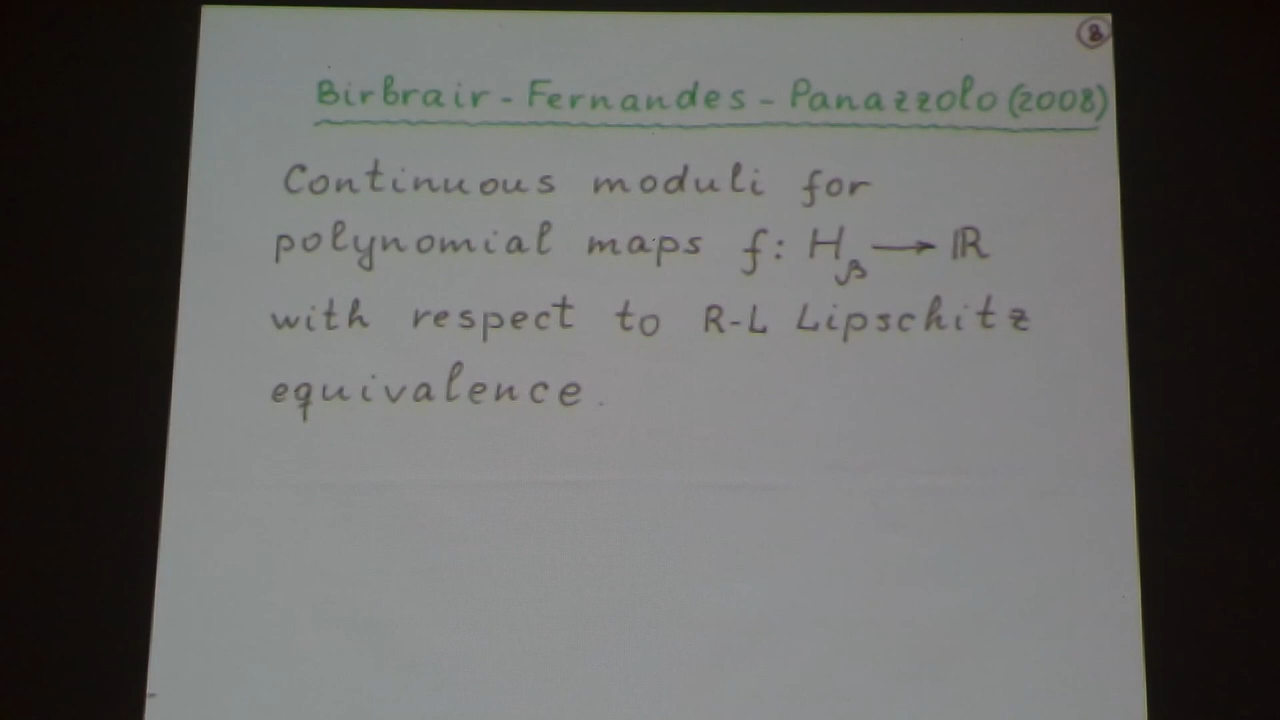 8
Birbrair - Fernandes - Panazzolo (2008)
Continuous moduli for
polynomial maps f: H_β → ℝ
with respect to R-L Lipschitz
equivalence.